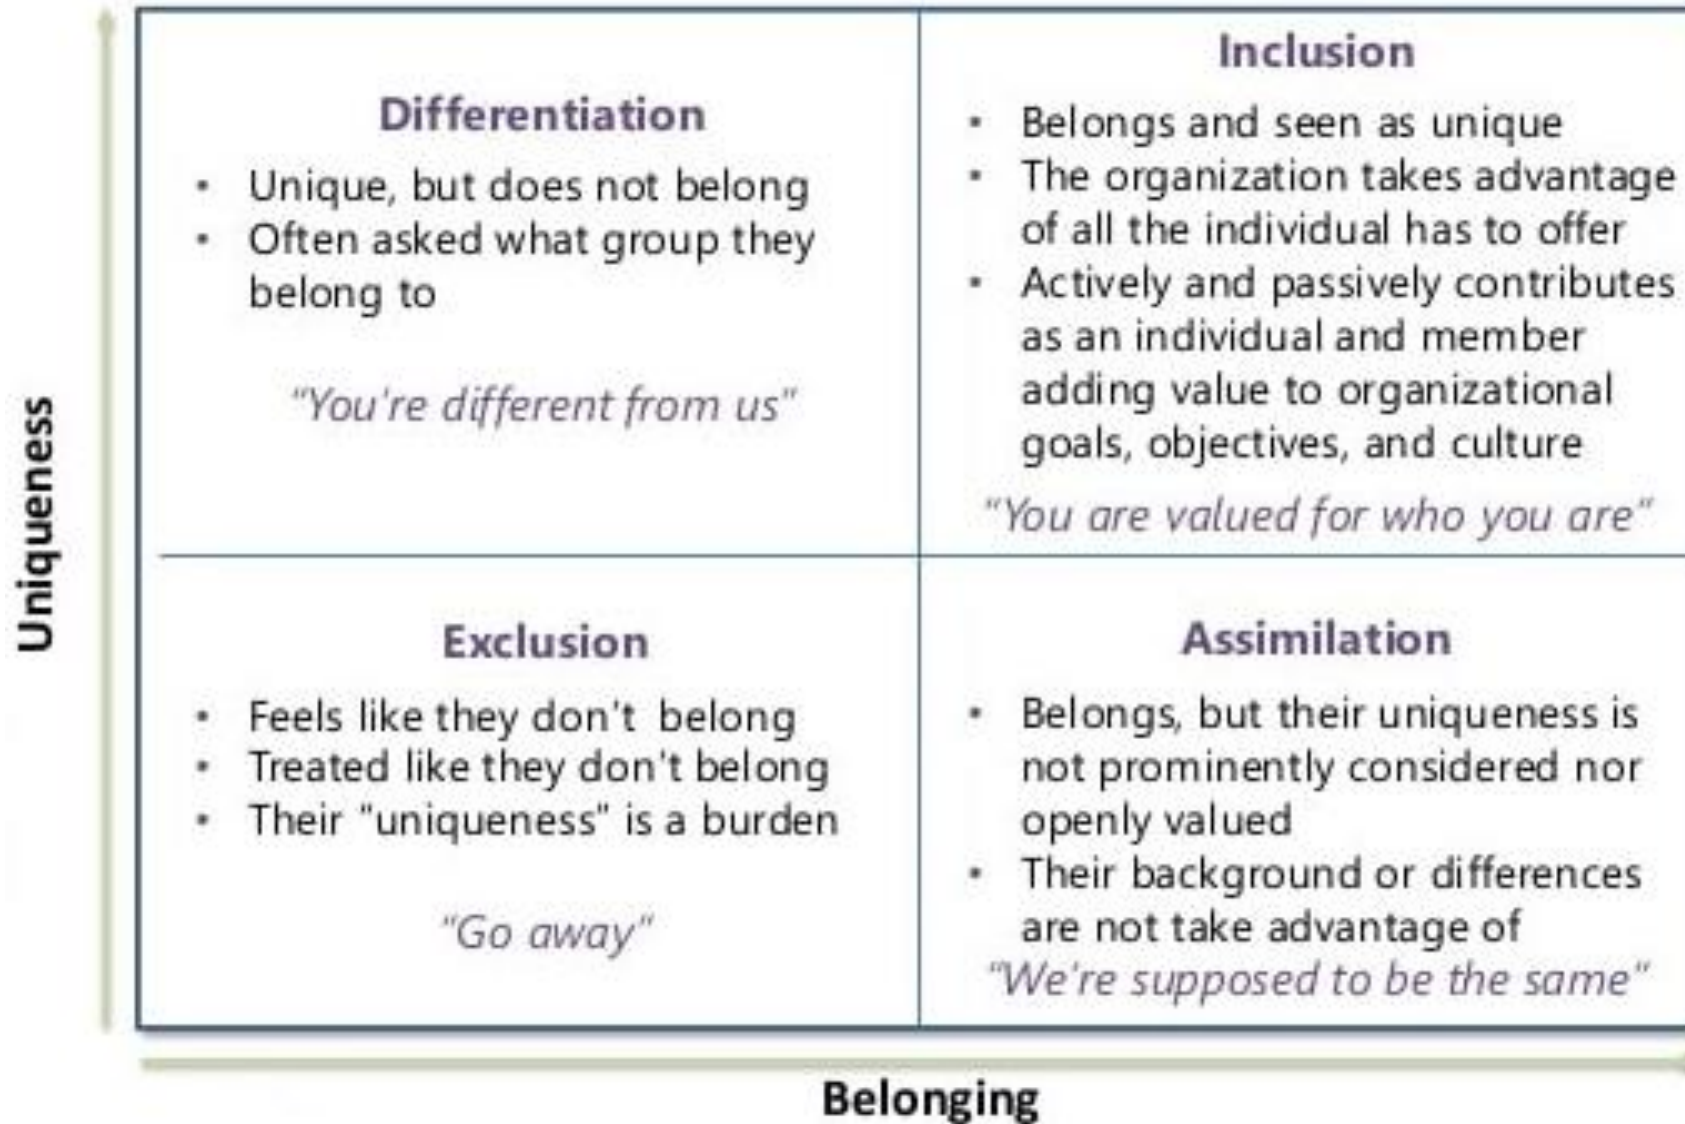 Uniqueness
Differentiation
• Unique, but does not belong
• Often asked what group they
belong to
"You're different from us"
Inclusion
• Belongs and seen as unique
• The organization takes advantage
of all the individual has to offer
• Actively and passively contributes
as an individual and member
adding value to organizational
goals, objectives, and culture
"You are valued for who you are"
Exclusion
• Feels like they don't belong
• Treated like they don't belong
• Their "uniqueness" is a burden
"Go away"
Assimilation
• Belongs, but their uniqueness is
not prominently considered nor
openly valued
• Their background or differences
are not take advantage of
"We're supposed to be the same"
Belonging